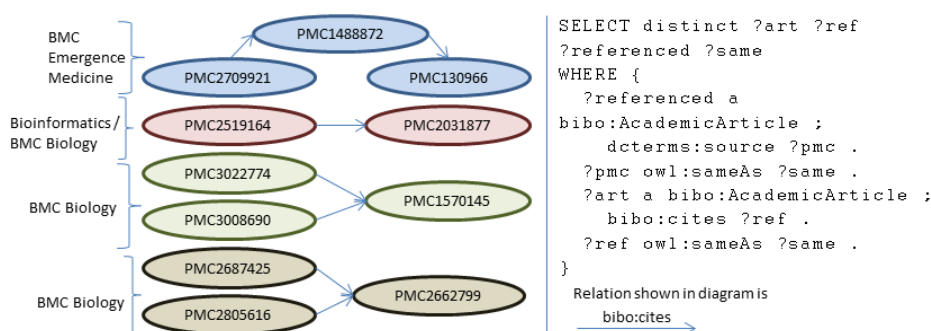 BMC
Emergence
Medicine
PMC1488872
PMC2709921
PMC130966
Bioinformatics/
BMC Biology
PMC2519164
PMC2031877
BMC Biology
PMC3022774
PMC3008690
PMC1570145
BMC Biology
PMC2687425
PMC2805616
PMC2662799
SELECT distinct ?art ?ref
?referenced ?same
WHERE {
?referenced a
bibo:AcademicArticle ;
dcterms:source ?pmc .
?pmc owl:sameAs ?same .
?art a bibo:AcademicArticle ;
bibo:cites ?ref .
?ref owl:sameAs ?same .
}
Relation shown in diagram is
bibo:cites